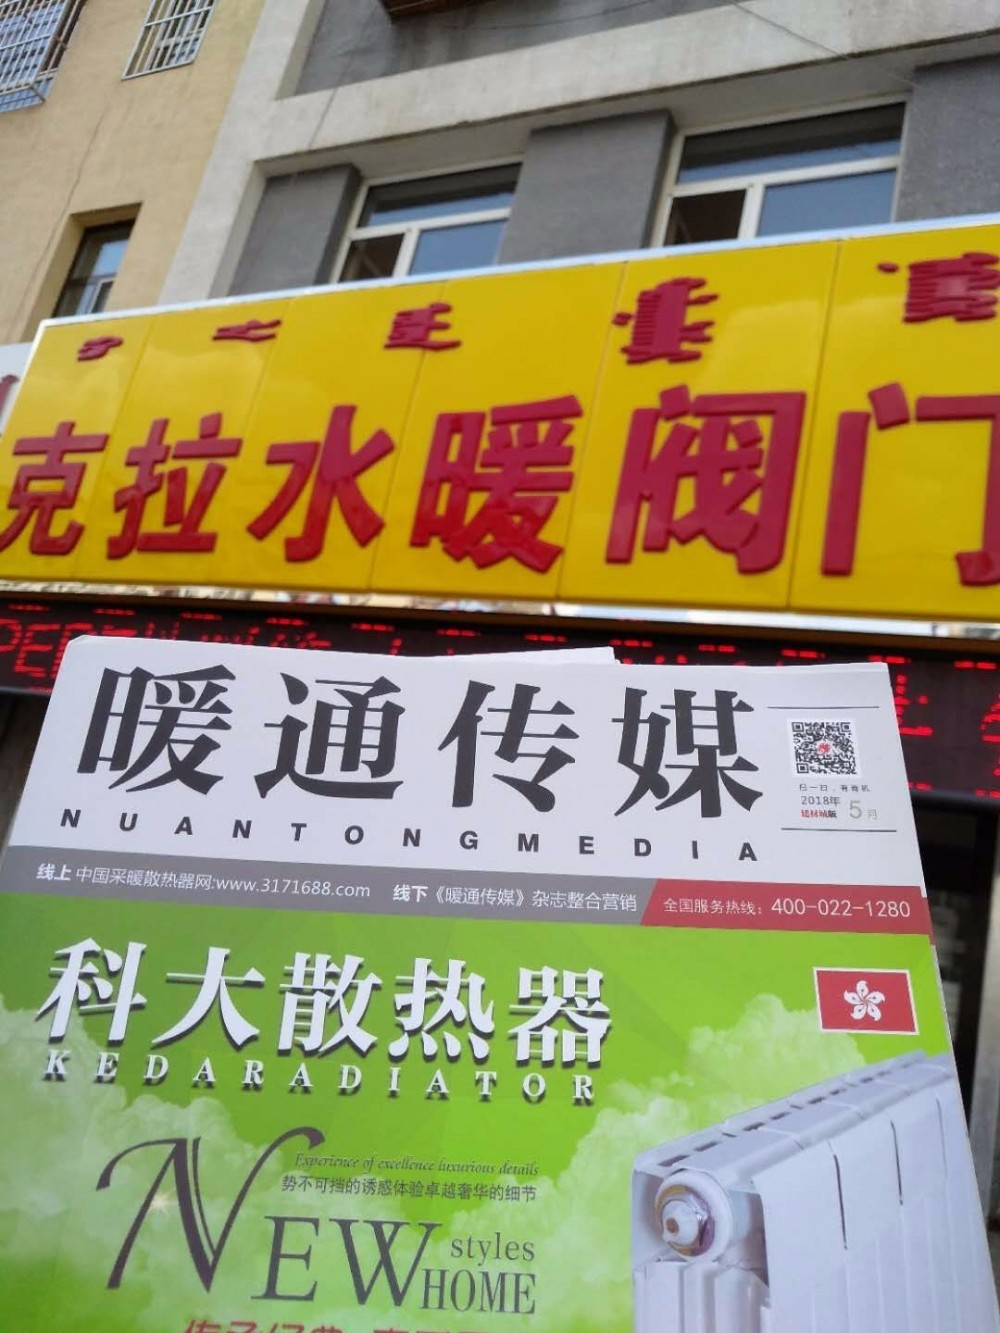 克拉水暖阀门
暖通传媒
NUANTONGMEDIA
扫一扫，有商机
2018年 5月
建材城版
线上 中国采暖散热器网:www.3171688.com 线下《暖通传媒》杂志整合营销 全国服务热线：400-022-1280
科大散热器
KEDARADIATOR
Experience of excellence luxurious details
势不可挡的诱感体验卓越奢华的细节
NEW styles HOME